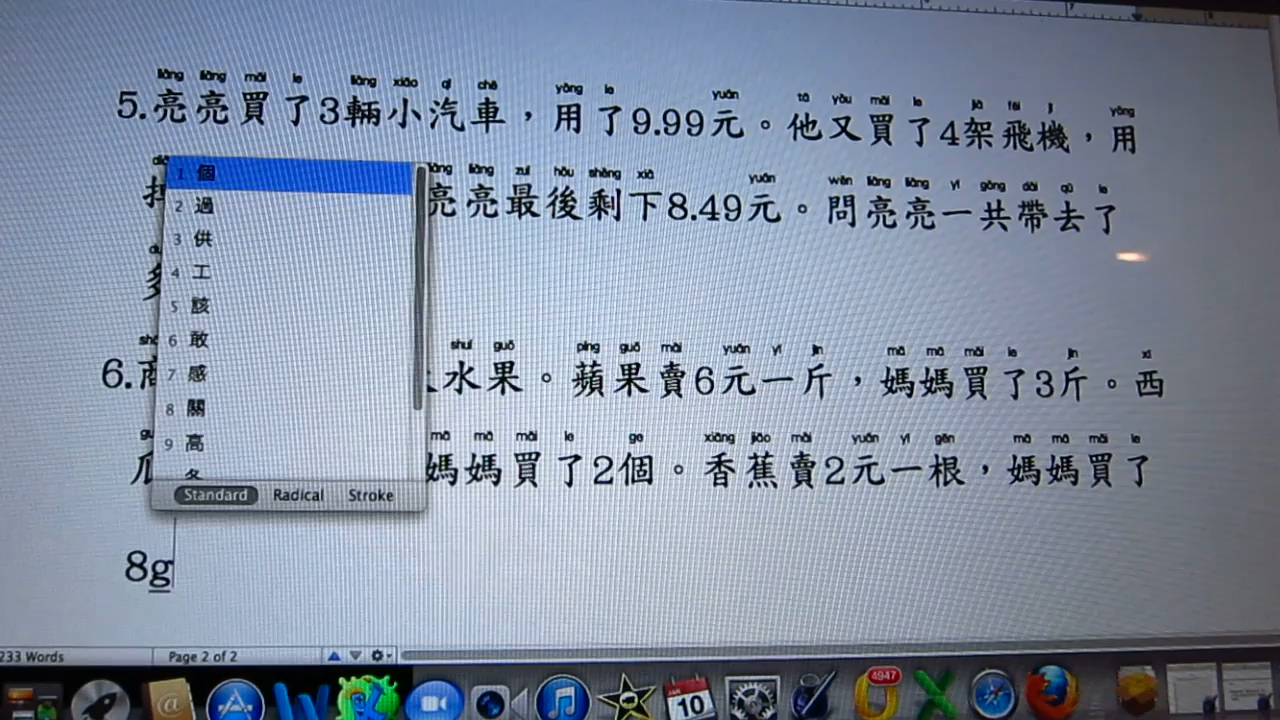 liàng liàng mǎi le liàng xiǎo qì chē yòng le yuán tā yòu mǎi le jià fēi jī yòng
5.亮亮買了3輛小汽車，用了9.99元。他又買了4架飛機，用
liàng liàng zuì hòu shèng xià yuán wèn liàng liàng yī gòng dài qù le
1 個
亮亮最後剩下8.49元。問亮亮一共帶去了
2 過
3 供
4 工
5 該
6 敢
shuǐ guǒ píng guǒ mài yuán yī jīn mā mā mǎi le jīn xī
7 感
6.商 水果。蘋果賣6元一斤，媽媽買了3斤。西
8 關
9 高
mā mā mǎi le ge xiāng jiāo mài yuán yī gēn mā mā mǎi le
瓜 媽媽買了2個。香蕉賣2元一根，媽媽買了
Standard Radical Stroke
8g
233 Words Page 2 of 2
4947
JAN
10